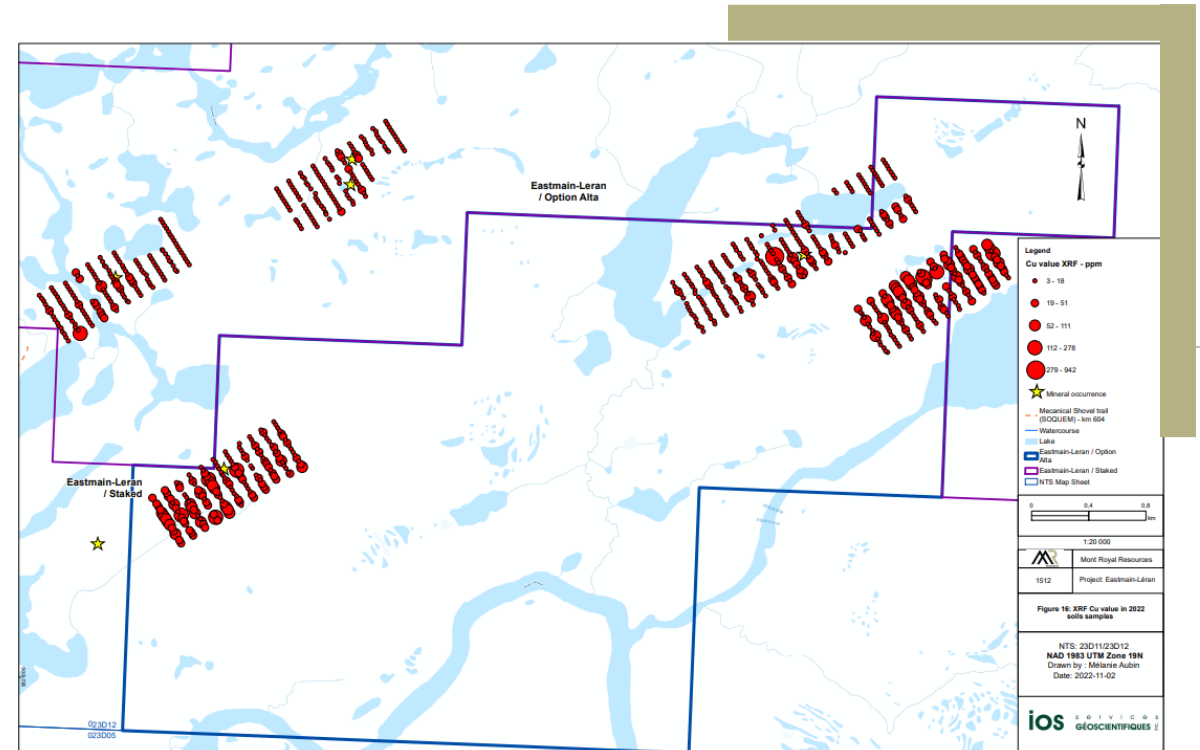 Eastmain-Leran
/ Option Alta
N
Eastmain-Leran
/ Staked
023D12
023D05
Legend
Cu value XRF - ppm
3 - 18
19 - 51
52 - 111
112 - 278
279 - 942
Mineral occurrence
Mecanical Shovel trail
(SOQUEM) - km 604
Watercourse
Lake
Eastmain-Leran / Option
Alta
Eastmain-Leran / Staked
NTS Map Sheet
0 0,4 0,8
km
1:20 000
Mont Royal Resources
1512
Project: Eastmain-Léran
Figure 16: XRF Cu value in 2022
soils samples
NTS: 23D11/23D12
NAD 1983 UTM Zone 19N
Drawn by : Mélanie Aubin
Date: 2022-11-02
iOS
services
GÉOSCIENTIFIQUES